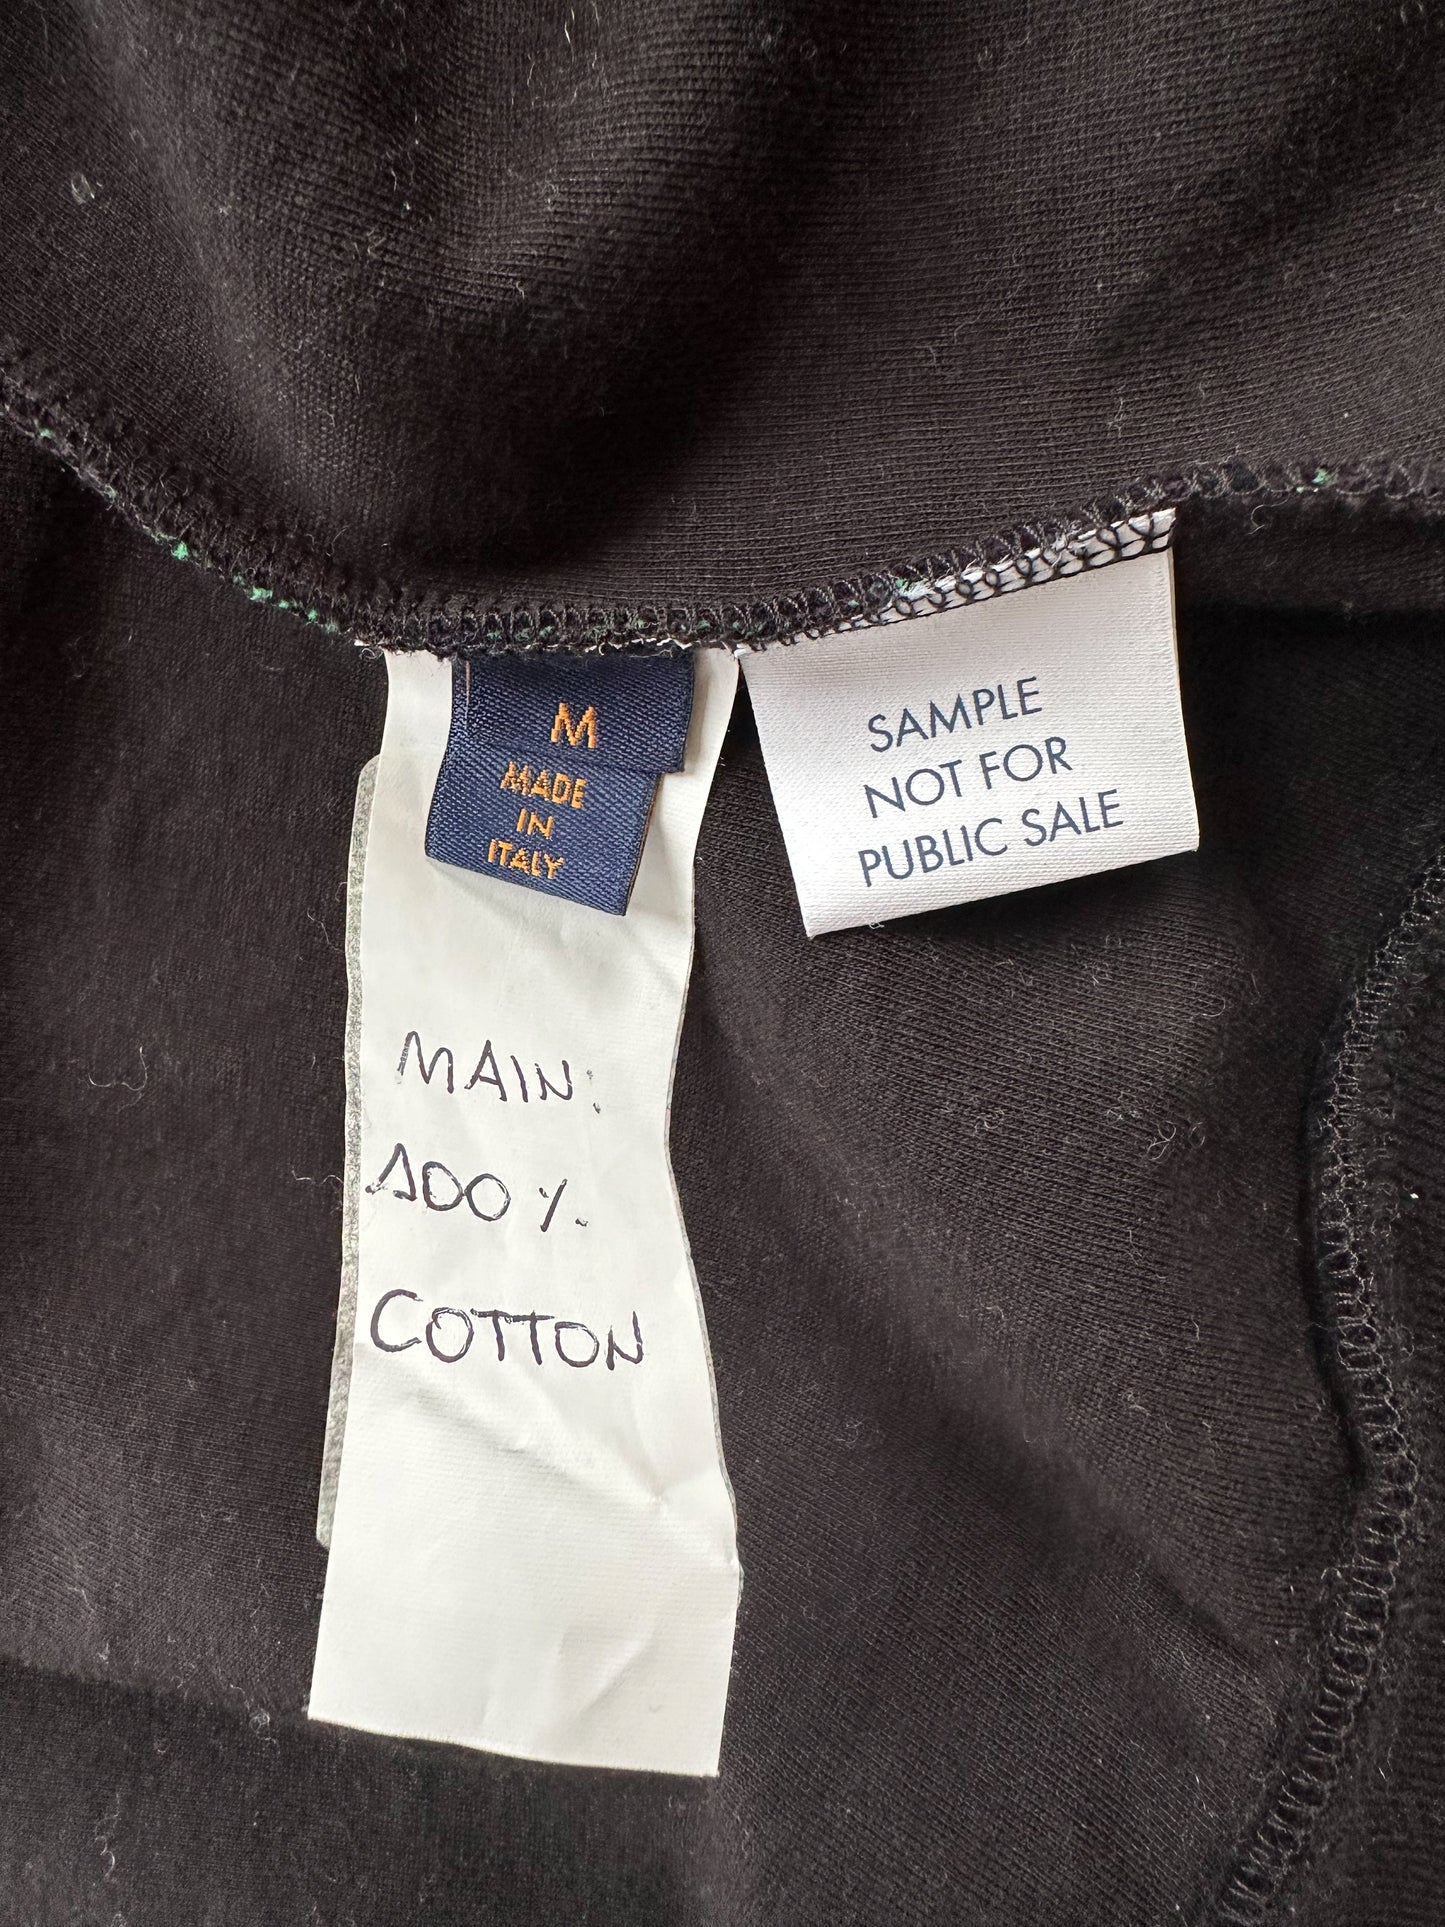 M
MADE
IN
ITALY
SAMPLE
NOT FOR
PUBLIC SALE
MAIN:
100%
COTTON